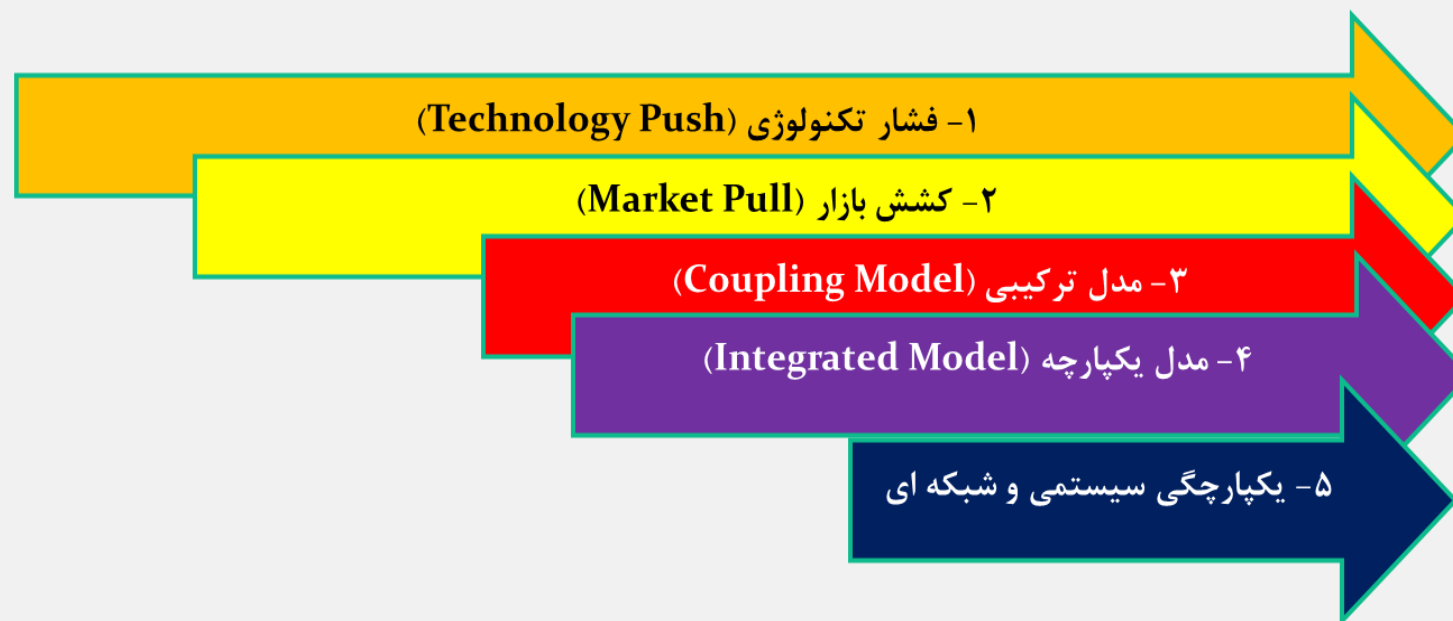 ۱- فشار تکنولوژی (Technology Push)
۲- کشش بازار (Market Pull)
۳- مدل ترکیبی (Coupling Model)
۴- مدل یکپارچه (Integrated Model)
۵- یکپارچگی سیستمی و شبکه ای